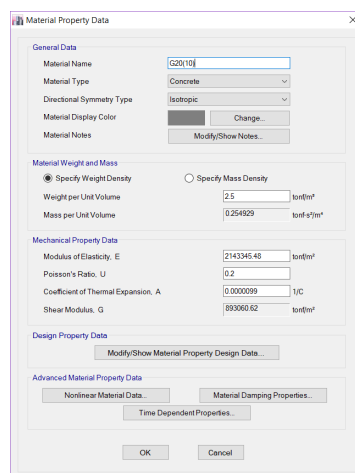 Material Property Data
General Data
Material Name G20(10)
Material Type Concrete
Directional Symmetry Type Isotropic
Material Display Color Change...
Material Notes Modify/Show Notes...
Material Weight and Mass
Specify Weight Density Specify Mass Density
Weight per Unit Volume 2.5 tonf/m³
Mass per Unit Volume 0.254929 tonf-s²/m⁴
Mechanical Property Data
Modulus of Elasticity, E 2143345.48 tonf/m²
Poisson's Ratio, U 0.2
Coefficient of Thermal Expansion, A 0.0000099 1/C
Shear Modulus, G 893060.62 tonf/m²
Design Property Data
Modify/Show Material Property Design Data...
Advanced Material Property Data
Nonlinear Material Data... Material Damping Properties...
Time Dependent Properties...
OK Cancel